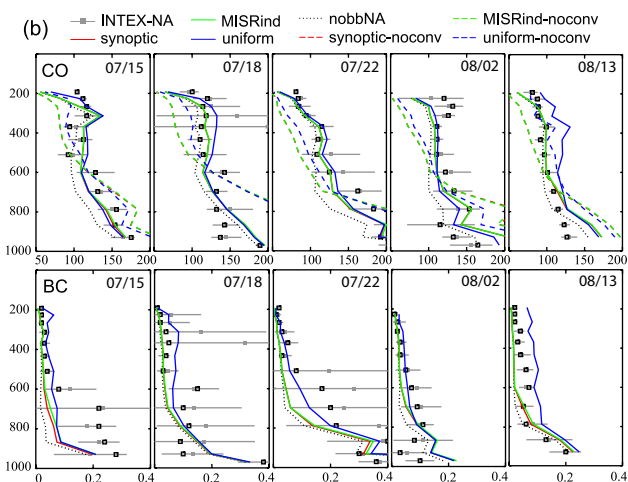 (b)
INTEX-NA MISRind nobbNA MISRind-noconv
synoptic uniform synoptic-noconv uniform-noconv
CO 07/15 07/18 07/22 08/02 08/13
200
400
600
800
1000
50 100 150 200 100 150 200 100 150 200 100 150 200 100 150 200
BC 07/15 07/18 07/22 08/02 08/13
200
400
600
800
1000
0 0.2 0.4 0.2 0.4 0.2 0.4 0.2 0.4 0.2 0.4